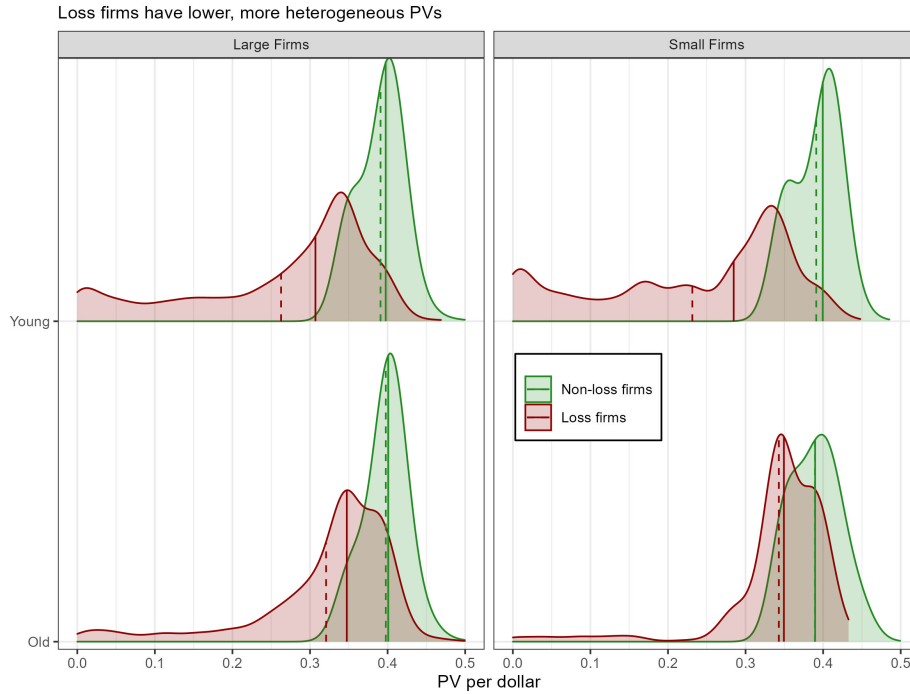 Loss firms have lower, more heterogeneous PVs
Large Firms
Small Firms
Young
Non-loss firms
Loss firms
Old
0.0 0.1 0.2 0.3 0.4 0.5
0.0 0.1 0.2 0.3 0.4 0.5
PV per dollar